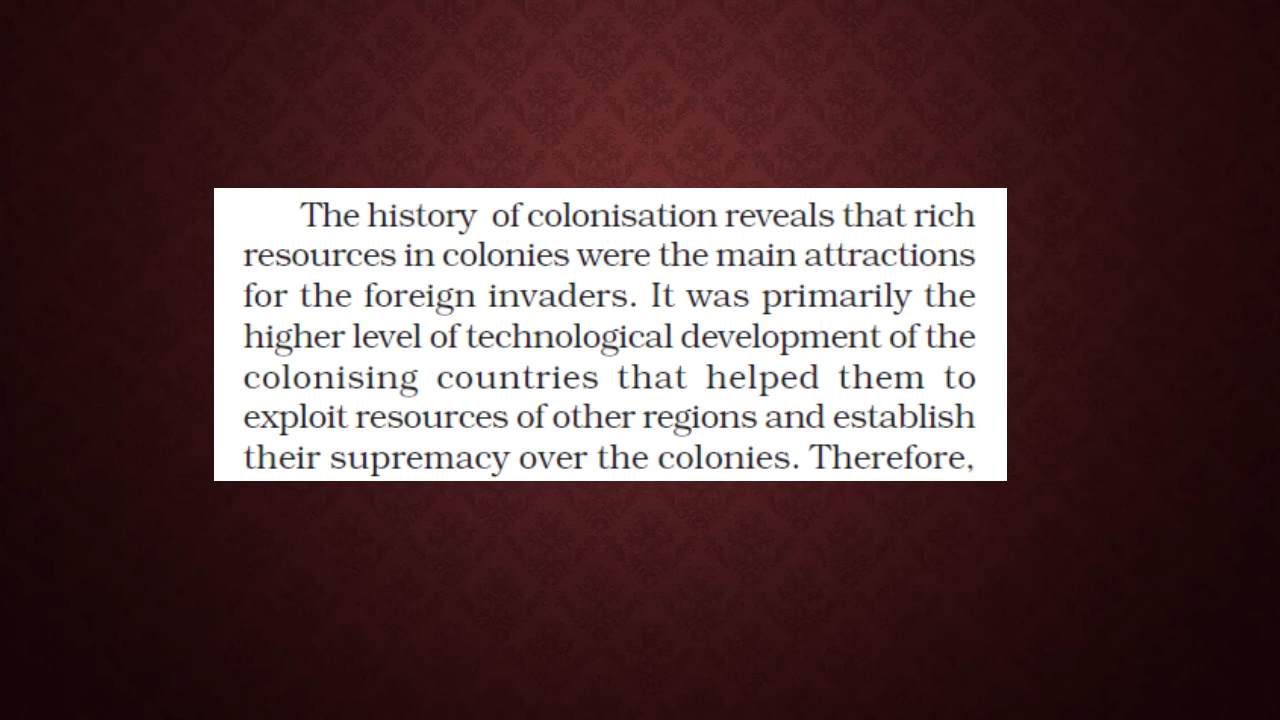 The history of colonisation reveals that rich
resources in colonies were the main attractions
for the foreign invaders. It was primarily the
higher level of technological development of the
colonising countries that helped them to
exploit resources of other regions and establish
their supremacy over the colonies. Therefore,